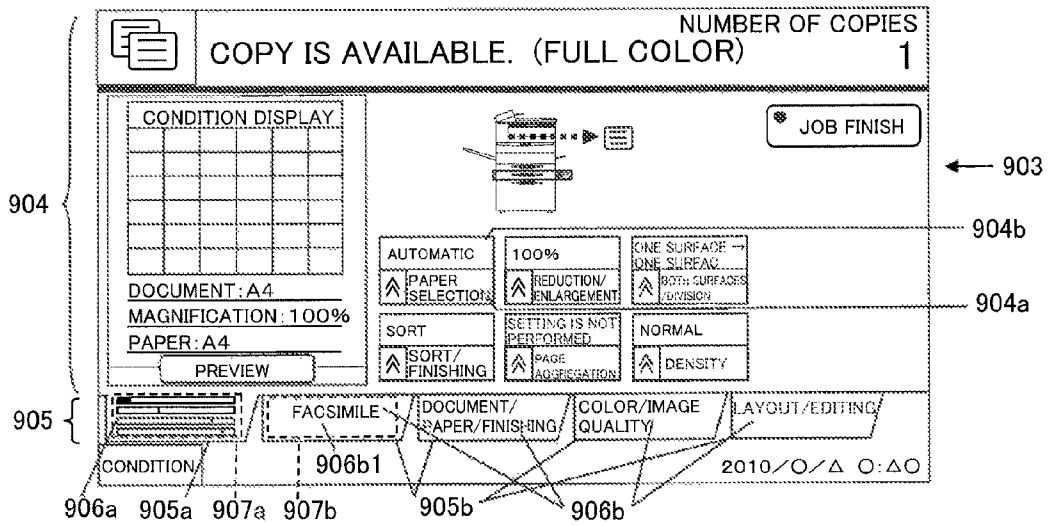 NUMBER OF COPIES
COPY IS AVAILABLE. (FULL COLOR)
1
CONDITION DISPLAY
JOB FINISH
903
904
904b
AUTOMATIC
PAPER
SELECTION
100%
REDUCTION/
ENLARGEMENT
ONE SURFACE →
ONE SURFAC
BOTH SURFACES
/DIVISION
904a
DOCUMENT:A4
MAGNIFICATION:100%
PAPER:A4
PREVIEW
SORT
SORT/
FINISHING
SETTING IS NOT
PERFORMED
PAGE
AGGREGATION
NORMAL
DENSITY
905
FACSIMILE
DOCUMENT/
PAPER/FINISHING
COLOR/IMAGE
QUALITY
LAYOUT/EDITING
CONDITION
906b1
2010/○/△ ○:△○
906a 905a 907a 907b 905b 906b